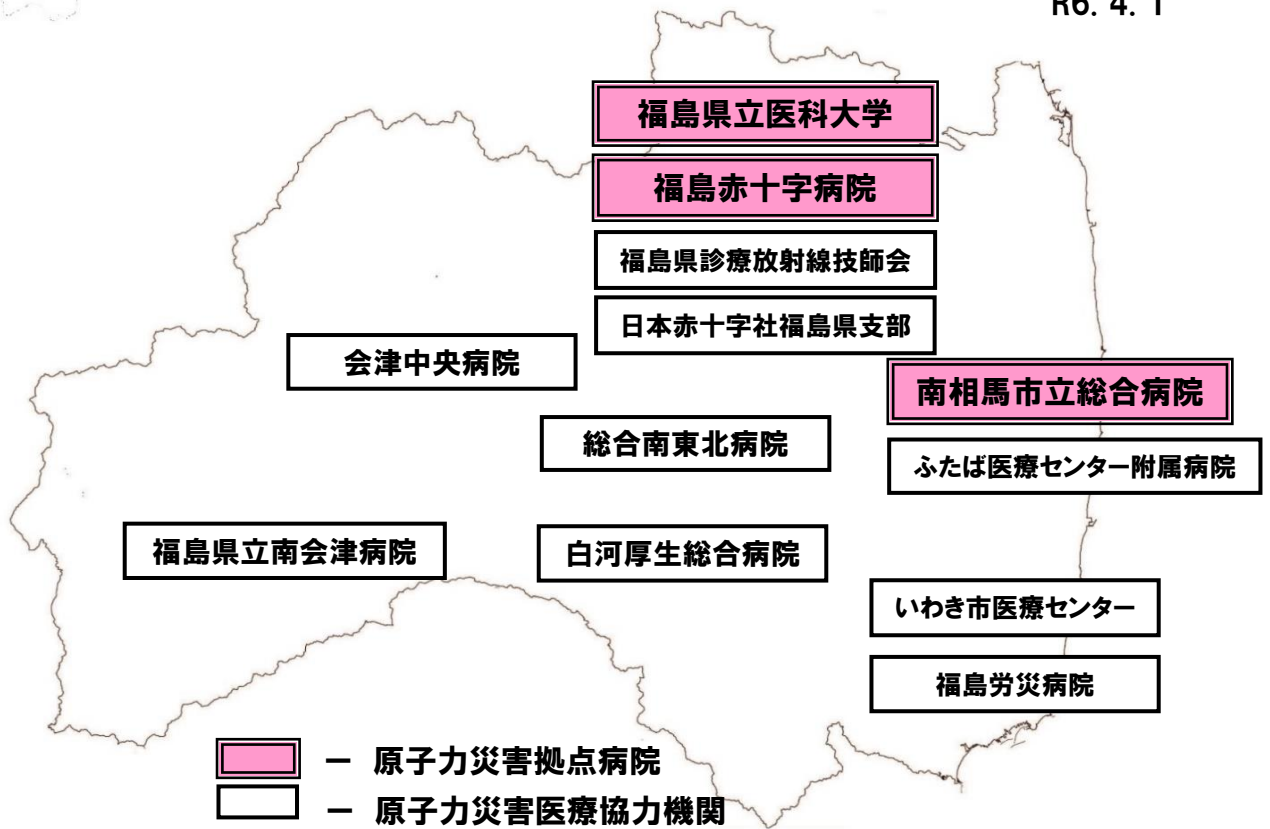 R6. 4. 1
福島県立医科大学
福島赤十字病院
福島県診療放射線技師会
日本赤十字社福島県支部
会津中央病院
南相馬市立総合病院
総合南東北病院
ふたば医療センター附属病院
福島県立南会津病院
白河厚生総合病院
いわき市医療センター
福島労災病院
ー 原子力災害拠点病院
ー 原子力災害医療協力機関